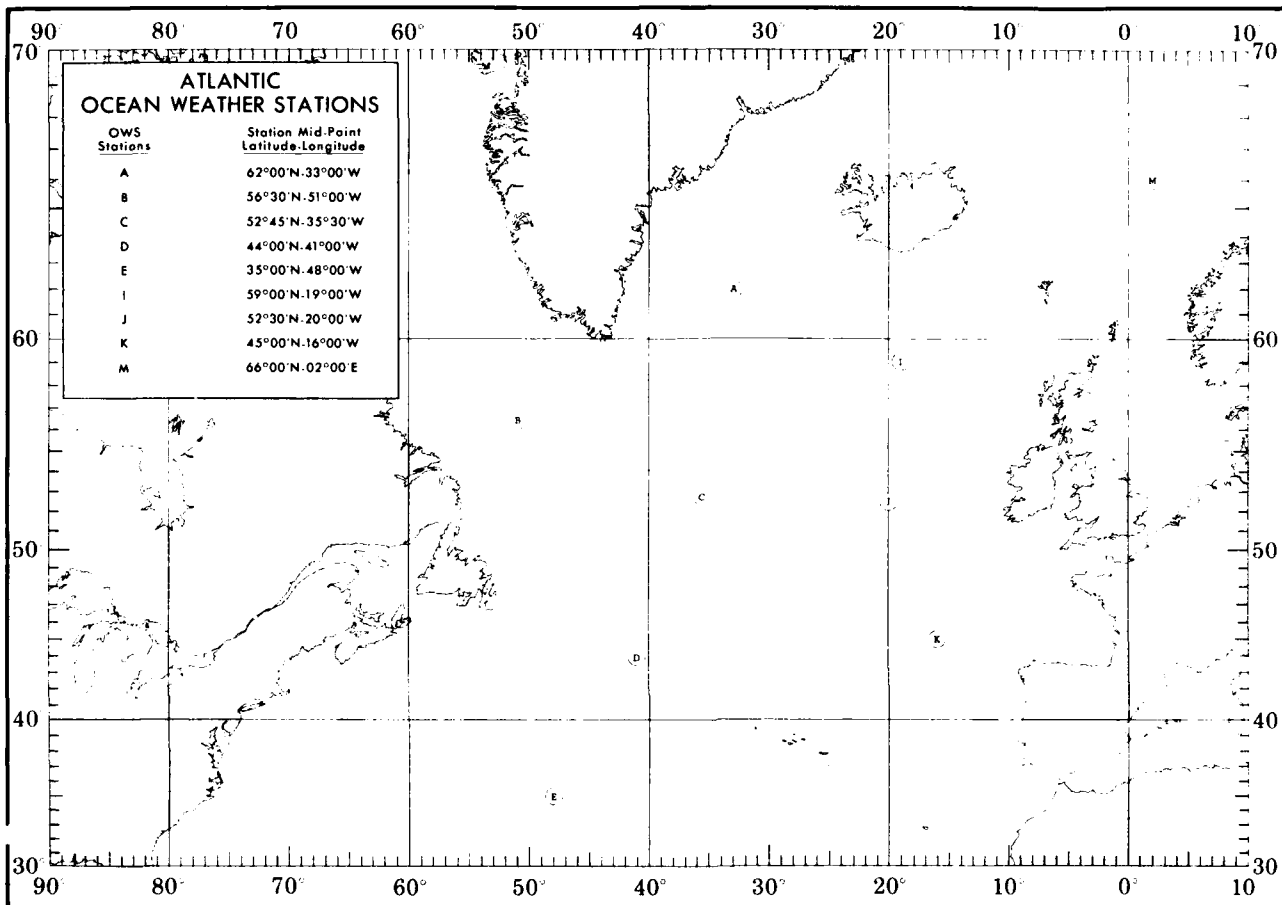 90° 80° 70° 60° 50° 40° 30° 20° 10° 0° 10°
70° 70
ATLANTIC
OCEAN WEATHER STATIONS
OWS Station Mid-Point
Stations Latitude-Longitude
A 62°00'N-33°00'W
B 56°30'N-51°00'W
C 52°45'N-35°30'W
D 44°00'N-41°00'W
E 35°00'N-48°00'W
I 59°00'N-19°00'W
J 52°30'N-20°00'W
K 45°00'N-16°00'W
M 66°00'N-02°00'E
M
A
60° 60
I
B
C
J
50° 50
K
D
40° 40
E
30° 30
90° 80° 70° 60° 50° 40° 30° 20° 10° 0° 10°